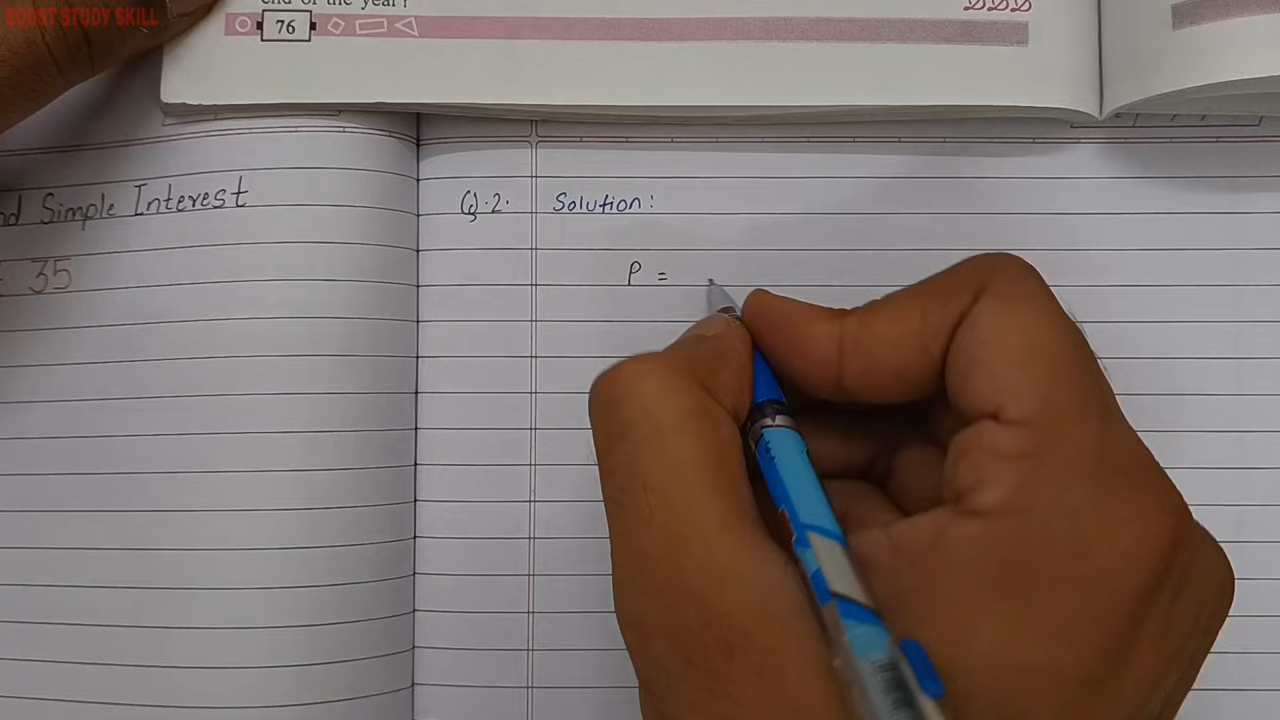 BOOST STUDY SKILL
end of the year?
76
nd Simple Interest
35
Q.2. Solution:
P =